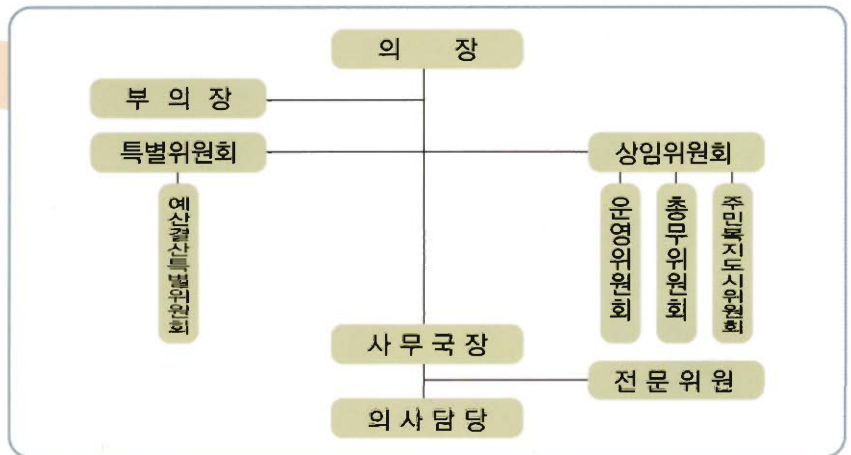 의 장
부 의 장
특별위원회
상임위원회
예산결산특별위원회
운영위원회
총무위원회
주민복지도시위원회
사 무 국 장
전 문 위 원
의 사 담 당